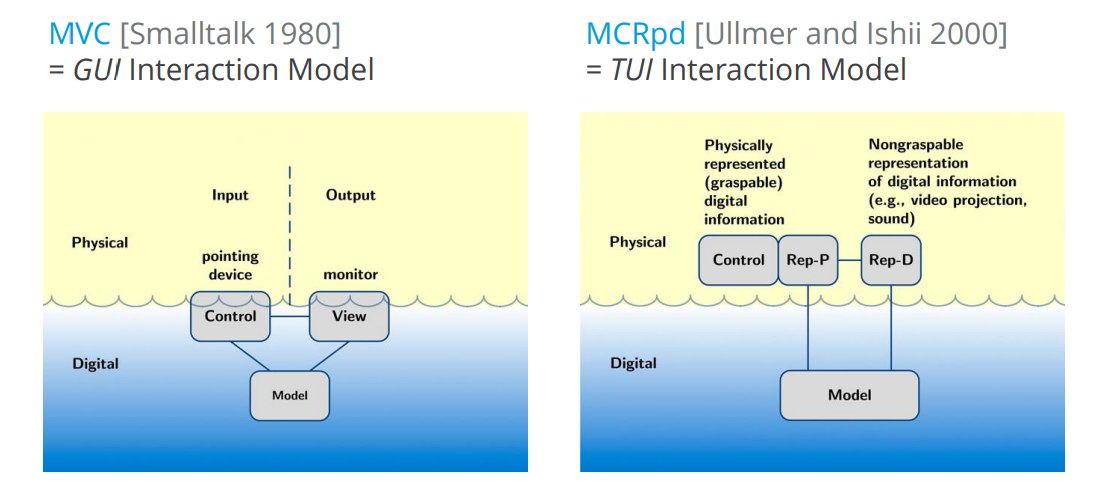 MVC [Smalltalk 1980]
= GUI Interaction Model
Input
Output
Physical
pointing
device
monitor
Control
View
Digital
Model
MCRpd [Ullmer and Ishii 2000]
= TUI Interaction Model
Physically
represented
(graspable)
digital
information
Nongraspable
representation
of digital information
(e.g., video projection,
sound)
Physical
Control
Rep-P
Rep-D
Digital
Model